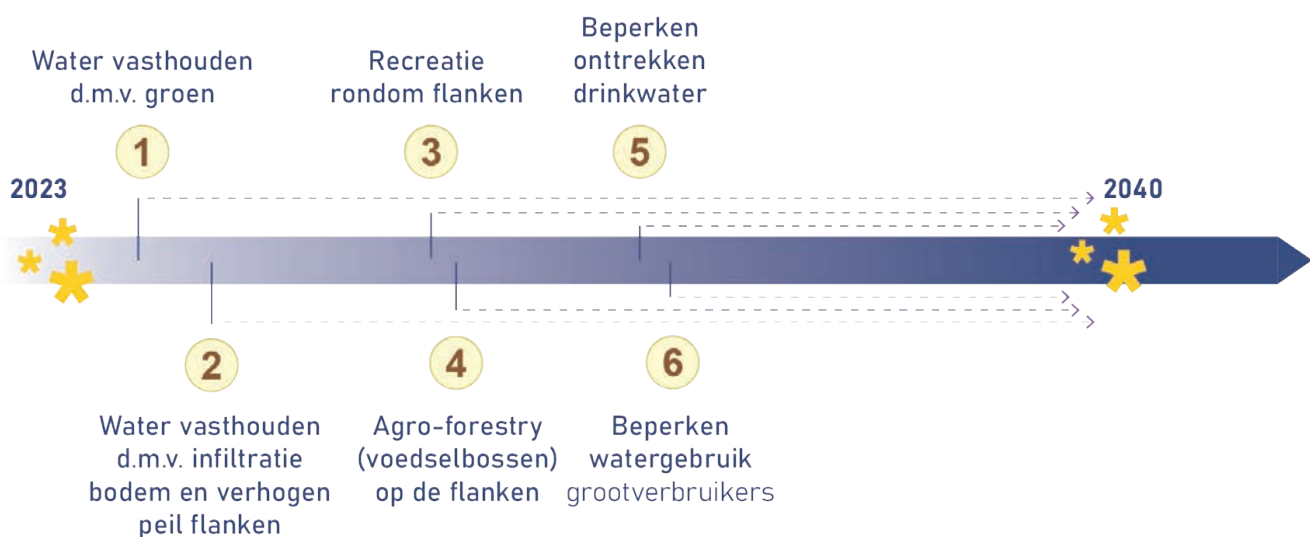 Water vasthouden
d.m.v. groen
Recreatie
rondom flanken
Beperken
onttrekken
drinkwater
1
3
5
2023
2040
2
4
6
Water vasthouden
d.m.v. infiltratie
bodem en verhogen
peil flanken
Agro-forestry
(voedselbossen)
op de flanken
Beperken
watergebruik
grootverbruikers